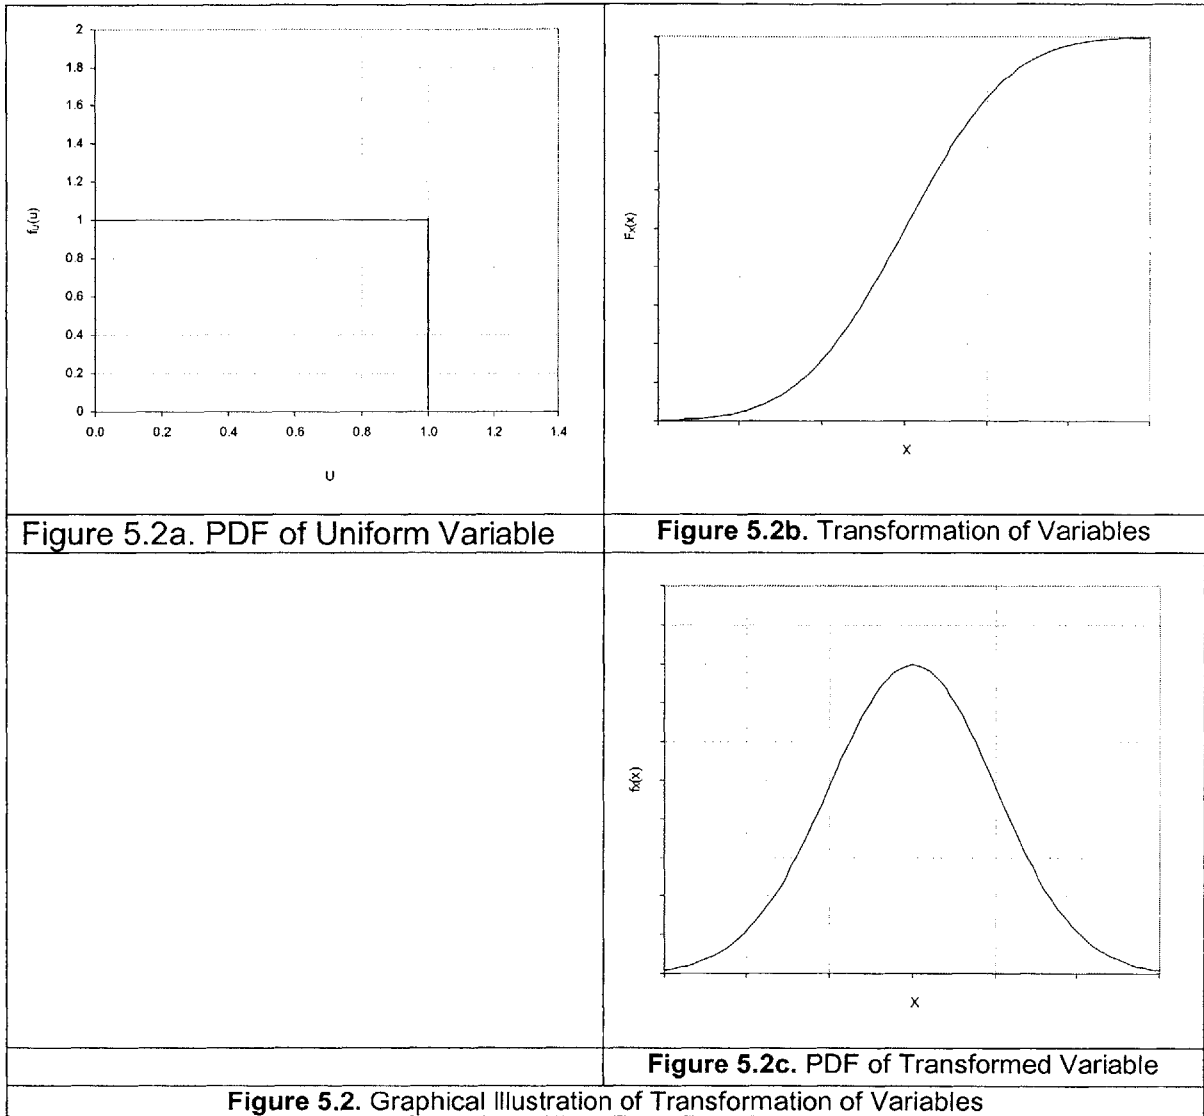 2
1.8
1.6
1.4
1.2
1
0.8
0.6
0.4
0.2
0
fU(u)
0.0 0.2 0.4 0.6 0.8 1.0 1.2 1.4
U
Figure 5.2a. PDF of Uniform Variable
Fx(x)
X
Figure 5.2b. Transformation of Variables
fx(x)
X
Figure 5.2c. PDF of Transformed Variable
Figure 5.2. Graphical Illustration of Transformation of Variables